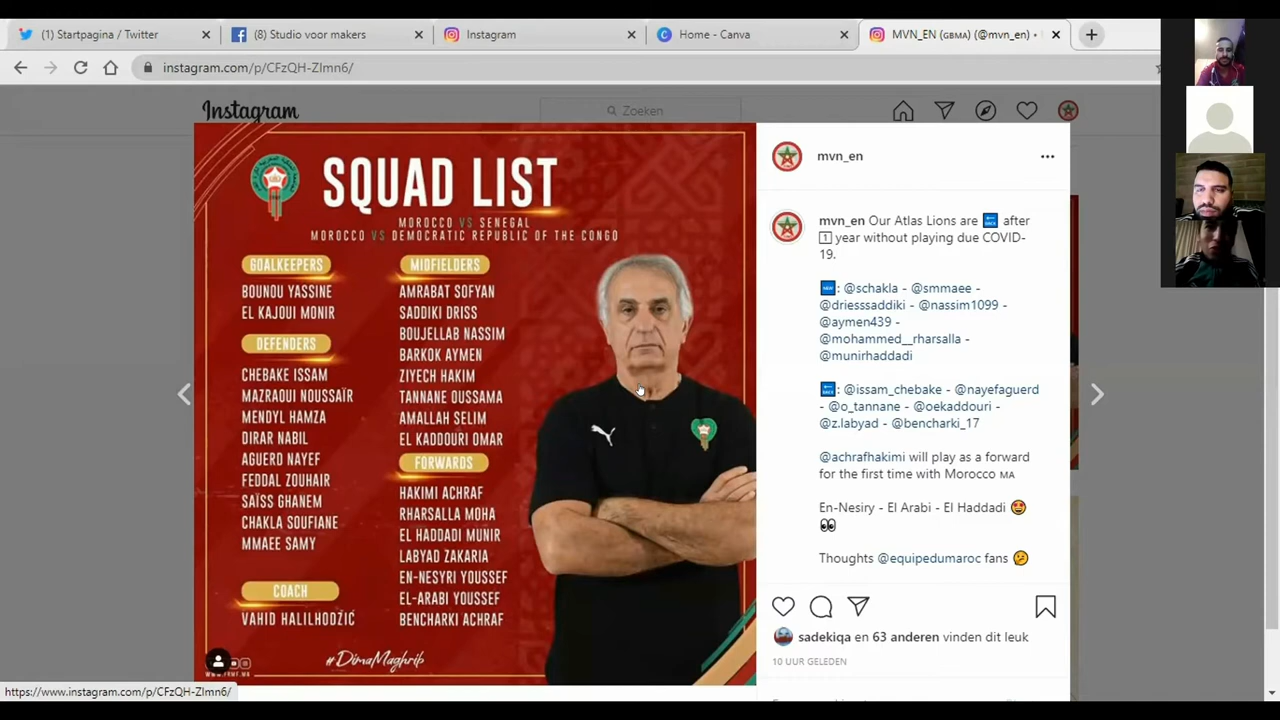 (1) Startpagina / Twitter
(8) Studio voor makers
Instagram
Home - Canva
MVN_EN (GBMA) (@mvn_en) •
instagram.com/p/CFzQH-ZImn6/
Instagram
Zoeken
SQUAD LIST
MOROCCO VS SENEGAL
MOROCCO VS DEMOCRATIC REPUBLIC OF THE CONGO
GOALKEEPERS
BOUNOU YASSINE
EL KAJOUI MONIR
DEFENDERS
CHEBAKE ISSAM
MAZRAOUI NOUSSAÏR
MENDYL HAMZA
DIRAR NABIL
AGUERD NAYEF
FEDDAL ZOUHAIR
SAÏSS GHANEM
CHAKLA SOUFIANE
MMAEE SAMY
COACH
VAHID HALILHODŽIĆ
MIDFIELDERS
AMRABAT SOFYAN
SADDIKI DRISS
BOUJELLAB NASSIM
BARKOK AYMEN
ZIYECH HAKIM
TANNANE OUSSAMA
AMALLAH SELIM
EL KADDOURI OMAR
FORWARDS
HAKIMI ACHRAF
RHARSALLA MOHA
EL HADDADI MUNIR
LABYAD ZAKARIA
EN-NESYRI YOUSSEF
EL-ARABI YOUSSEF
BENCHARKI ACHRAF
#DimaMaghrib
mvn_en
mvn_en Our Atlas Lions are 🔙 after
1️ year without playing due COVID-
19.
🆕: @schakla - @smmaee -
@driesssaddiki - @nassim1099 -
@aymen439 -
@mohammed__rharsalla -
@munirhaddadi
🔙: @issam_chebake - @nayefaguerd
- @o_tannane - @oekaddouri -
@z.labyad - @bencharki_17
@achrafhakimi will play as a forward
for the first time with Morocco MA
En-Nesiry - El Arabi - El Haddadi 🤩
👀
Thoughts @equipedumaroc fans 🤔
sadekiqa en 63 anderen vinden dit leuk
10 UUR GELEDEN
https://www.instagram.com/p/CFzQH-ZImn6/